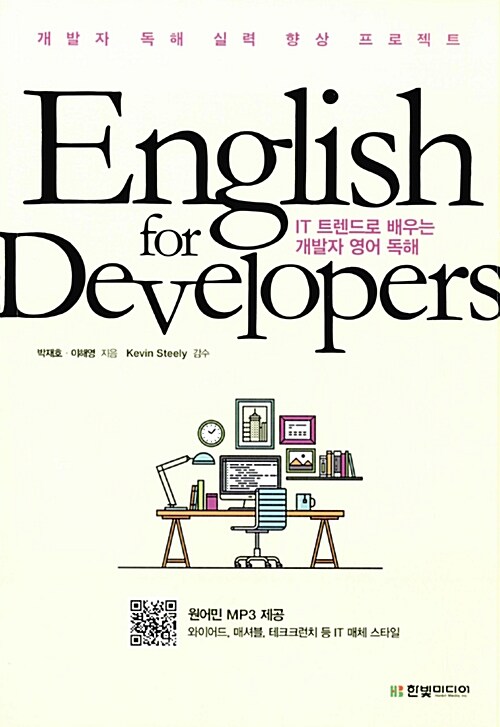 개발자 독해 실력 향상 프로젝트
English
for
IT 트렌드로 배우는
개발자 영어 독해
Developers
박재호 · 이해영 지음 Kevin Steely 감수
원어민 MP3 제공
와이어드, 매셔블, 테크크런치 등 IT 매체 스타일
HB 한빛미디어